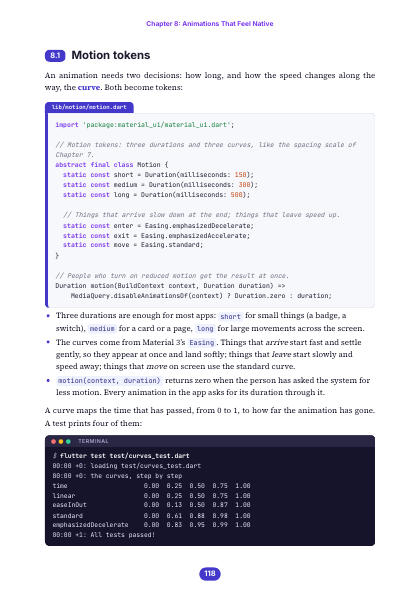 Chapter 8: Animations That Feel Native
8.1 Motion tokens
An animation needs two decisions: how long, and how the speed changes along the
way, the curve. Both become tokens:
lib/motion/motion.dart
import 'package:material_ui/material_ui.dart';
// Motion tokens: three durations and three curves, like the spacing scale of
Chapter 7.
abstract final class Motion {
static const short = Duration(milliseconds: 150);
static const medium = Duration(milliseconds: 300);
static const long = Duration(milliseconds: 500);
// Things that arrive slow down at the end; things that leave speed up.
static const enter = Easing.emphasizedDecelerate;
static const exit = Easing.emphasizedAccelerate;
static const move = Easing.standard;
}
// People who turn on reduced motion get the result at once.
Duration motion(BuildContext context, Duration duration) =>
MediaQuery.disableAnimationsOf(context) ? Duration.zero : duration;
• Three durations are enough for most apps: short for small things (a badge, a
switch), medium for a card or a page, long for large movements across the screen.
• The curves come from Material 3's Easing. Things that arrive start fast and settle
gently, so they appear at once and land softly; things that leave start slowly and
speed away; things that move on screen use the standard curve.
• motion(context, duration) returns zero when the person has asked the system for
less motion. Every animation in the app asks for its duration through it.
A curve maps the time that has passed, from 0 to 1, to how far the animation has gone.
A test prints four of them:
TERMINAL
$ flutter test test/curves_test.dart
00:00 +0: loading test/curves_test.dart
00:00 +0: the curves, step by step
time 0.00 0.25 0.50 0.75 1.00
linear 0.00 0.25 0.50 0.75 1.00
easeInOut 0.00 0.13 0.50 0.87 1.00
standard 0.00 0.61 0.88 0.98 1.00
emphasizedDecelerate 0.00 0.83 0.95 0.99 1.00
00:00 +1: All tests passed!
118